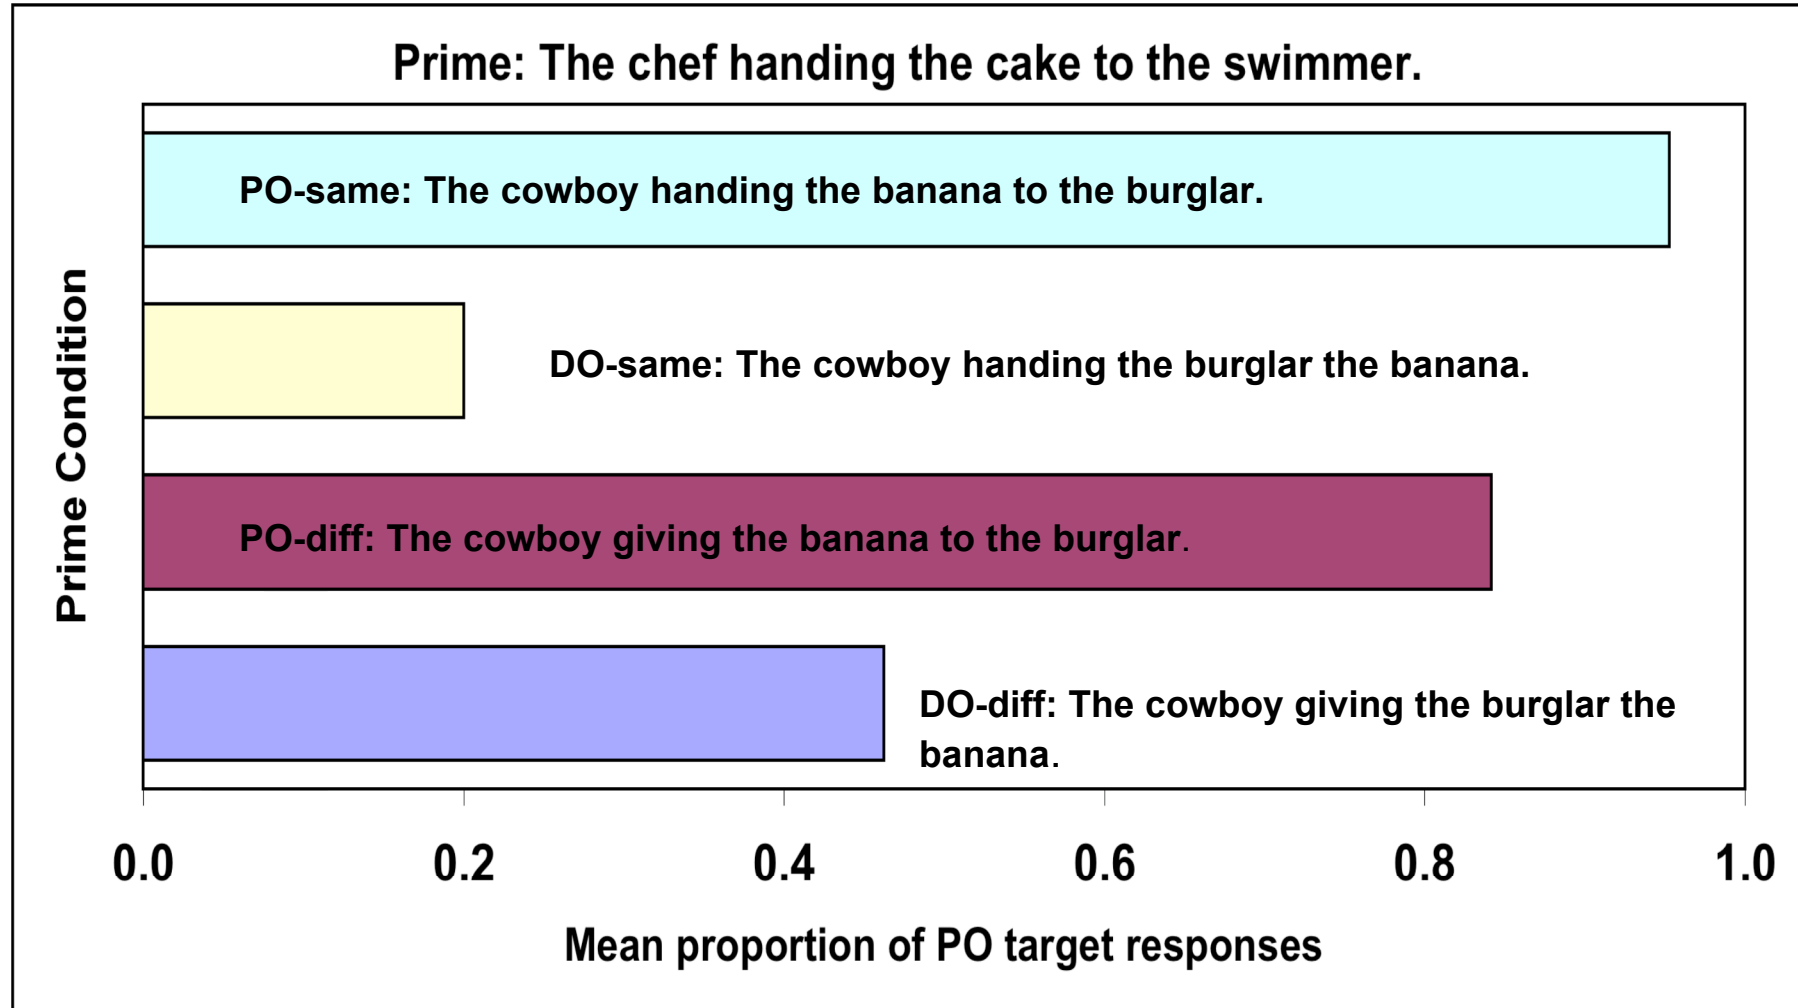 Prime: The chef handing the cake to the swimmer.
PO-same: The cowboy handing the banana to the burglar.
DO-same: The cowboy handing the burglar the banana.
PO-diff: The cowboy giving the banana to the burglar.
DO-diff: The cowboy giving the burglar the
banana.
Prime Condition
0.0 0.2 0.4 0.6 0.8 1.0
Mean proportion of PO target responses